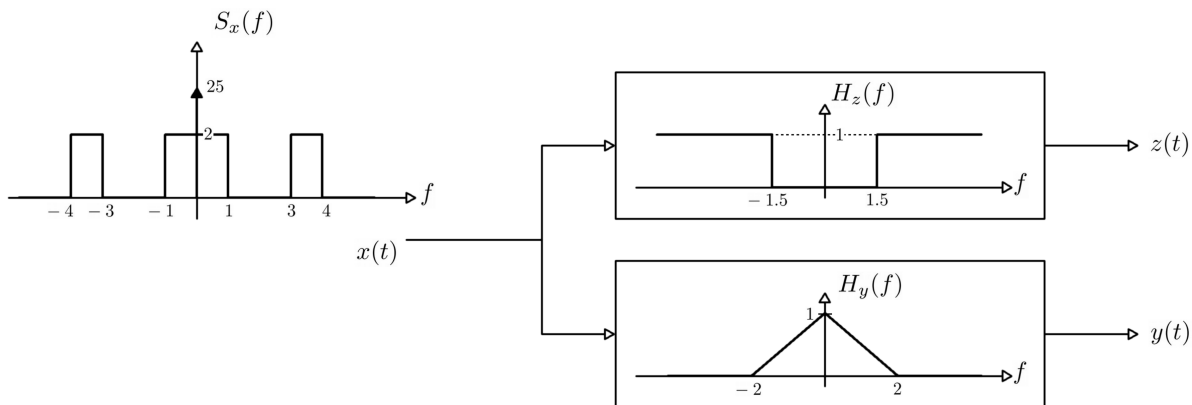 S_x(f)
25
2
f
-4 -3 -1 1 3 4
x(t)
H_z(f)
1
f
-1.5 1.5
z(t)
H_y(f)
1
f
-2 2
y(t)